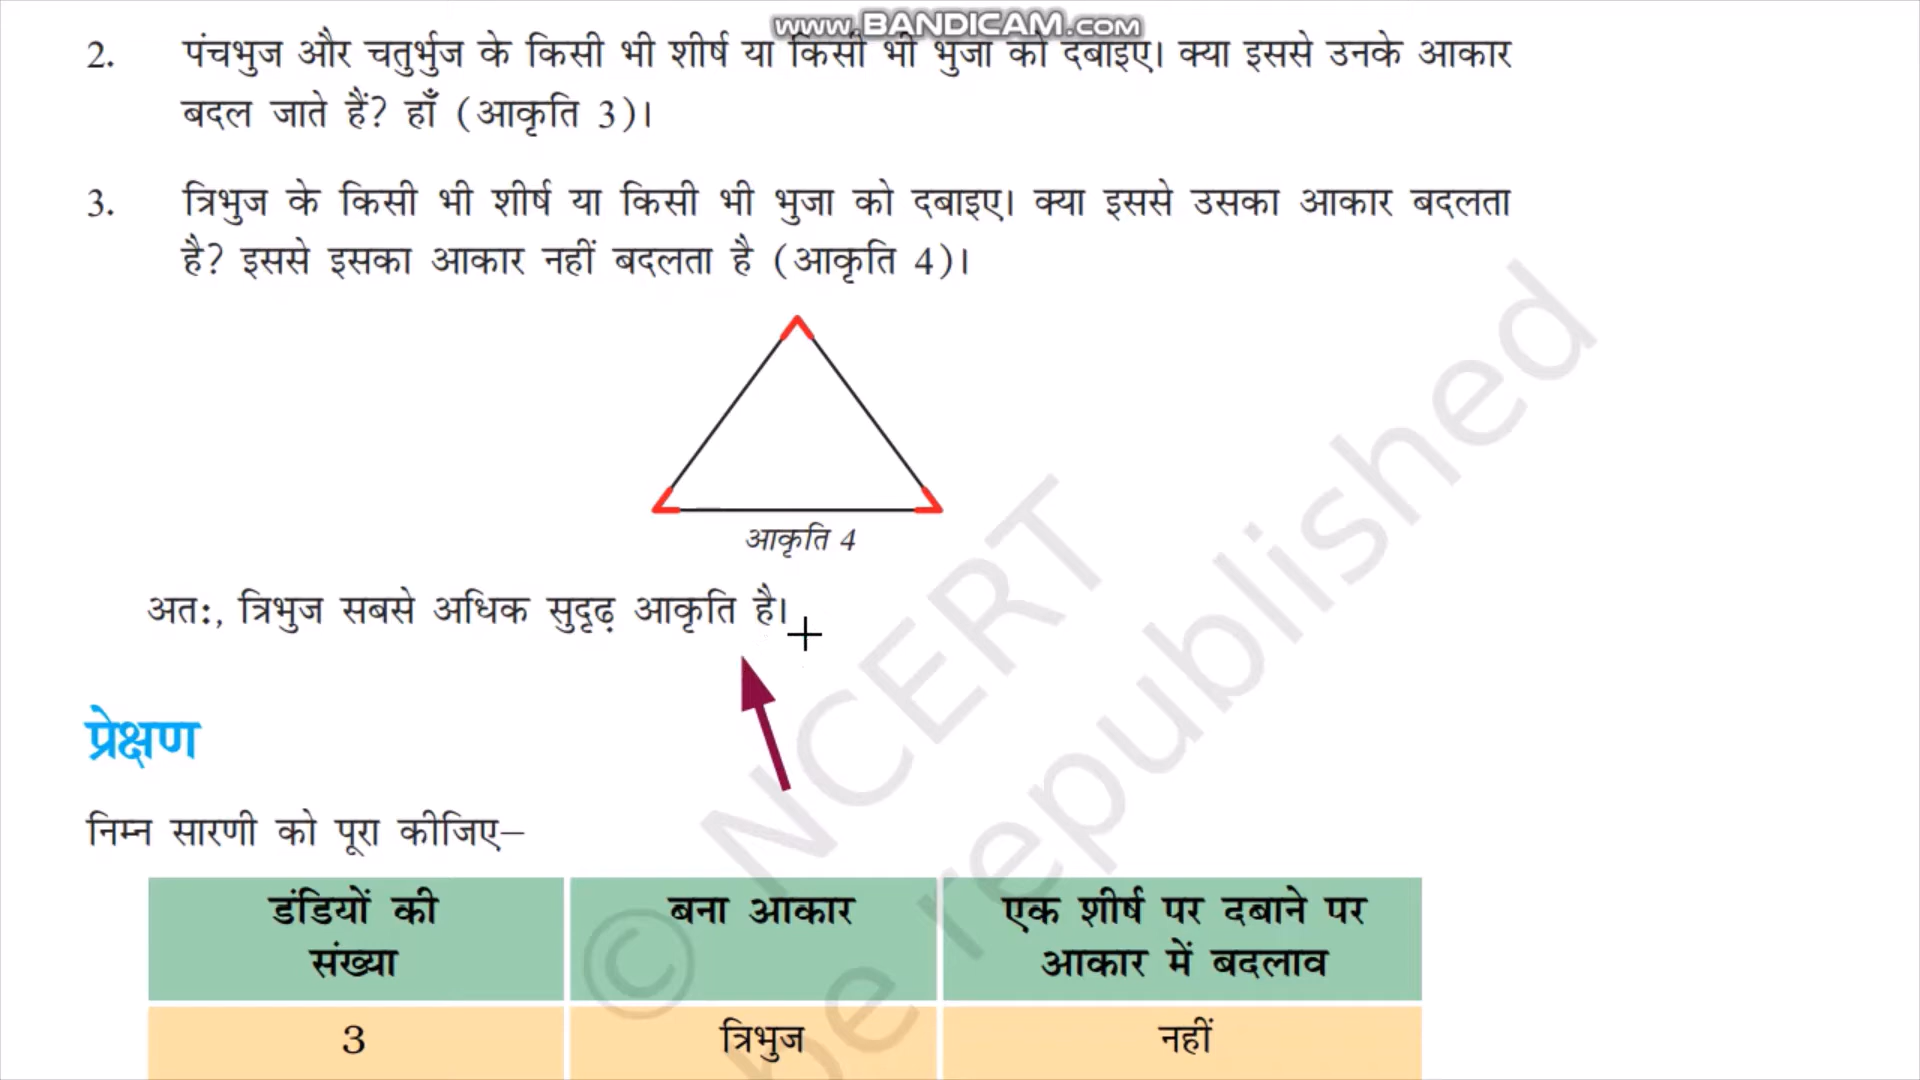 www.BANDICAM.com
2. पंचभुज और चतुर्भुज के किसी भी शीर्ष या किसी भी भुजा को दबाइए। क्या इससे उनके आकार
बदल जाते हैं? हाँ (आकृति 3)।
3. त्रिभुज के किसी भी शीर्ष या किसी भी भुजा को दबाइए। क्या इससे उसका आकार बदलता
है? इससे इसका आकार नहीं बदलता है (आकृति 4)।
आकृति 4
अतः, त्रिभुज सबसे अधिक सुदृढ़ आकृति है।
प्रेक्षण
निम्न सारणी को पूरा कीजिए–
डंडियों की
संख्या
बना आकार
एक शीर्ष पर दबाने पर
आकार में बदलाव
3 त्रिभुज नहीं
© NCERT
be republished